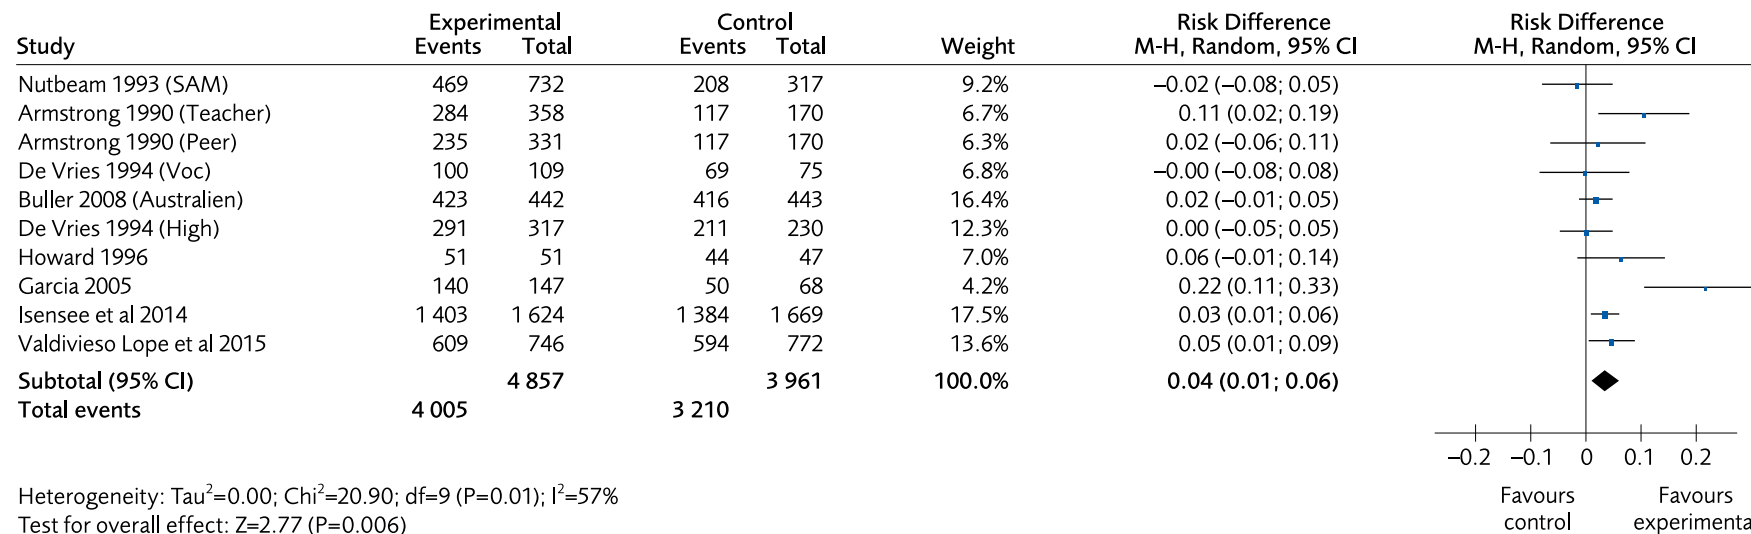 Experimental Control Risk Difference Risk Difference
Study Events Total Events Total Weight M-H, Random, 95% CI M-H, Random, 95% CI
Nutbeam 1993 (SAM) 469 732 208 317 9.2% −0.02 (−0.08; 0.05)
Armstrong 1990 (Teacher) 284 358 117 170 6.7% 0.11 (0.02; 0.19)
Armstrong 1990 (Peer) 235 331 117 170 6.3% 0.02 (−0.06; 0.11)
De Vries 1994 (Voc) 100 109 69 75 6.8% −0.00 (−0.08; 0.08)
Buller 2008 (Australien) 423 442 416 443 16.4% 0.02 (−0.01; 0.05)
De Vries 1994 (High) 291 317 211 230 12.3% 0.00 (−0.05; 0.05)
Howard 1996 51 51 44 47 7.0% 0.06 (−0.01; 0.14)
Garcia 2005 140 147 50 68 4.2% 0.22 (0.11; 0.33)
Isensee et al 2014 1 403 1 624 1 384 1 669 17.5% 0.03 (0.01; 0.06)
Valdivieso Lope et al 2015 609 746 594 772 13.6% 0.05 (0.01; 0.09)
Subtotal (95% CI) 4 857 3 961 100.0% 0.04 (0.01; 0.06)
Total events 4 005 3 210
−0.2 −0.1 0 0.1 0.2
Heterogeneity: Tau²=0.00; Chi²=20.90; df=9 (P=0.01); I²=57%
Test for overall effect: Z=2.77 (P=0.006)
Favours Favours
control experimenta